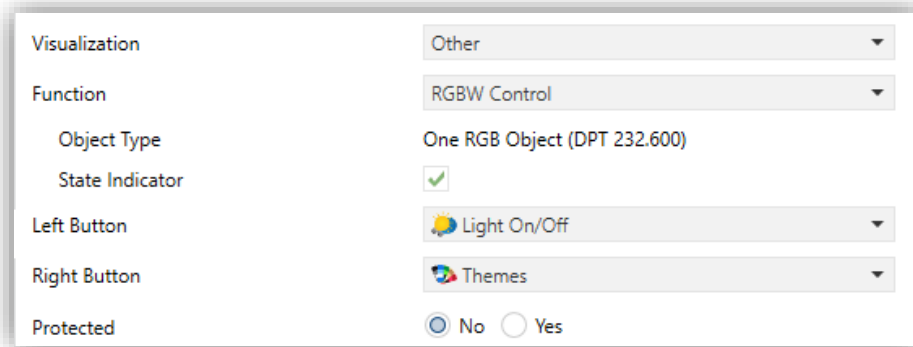 Visualization Other
Function RGBW Control
Object Type One RGB Object (DPT 232.600)
State Indicator
Left Button Light On/Off
Right Button Themes
Protected No Yes